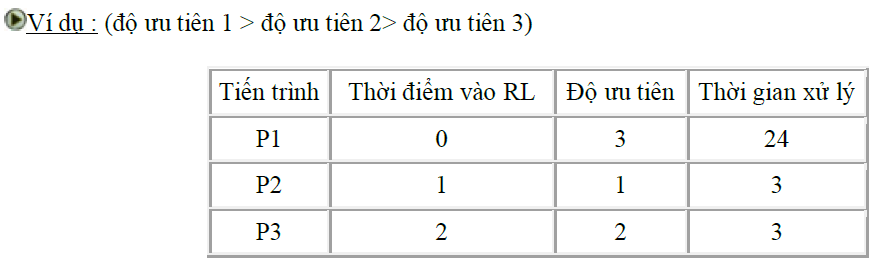 Ví dụ : (độ ưu tiên 1 > độ ưu tiên 2> độ ưu tiên 3)
Tiến trình Thời điểm vào RL Độ ưu tiên Thời gian xử lý
P1 0 3 24
P2 1 1 3
P3 2 2 3